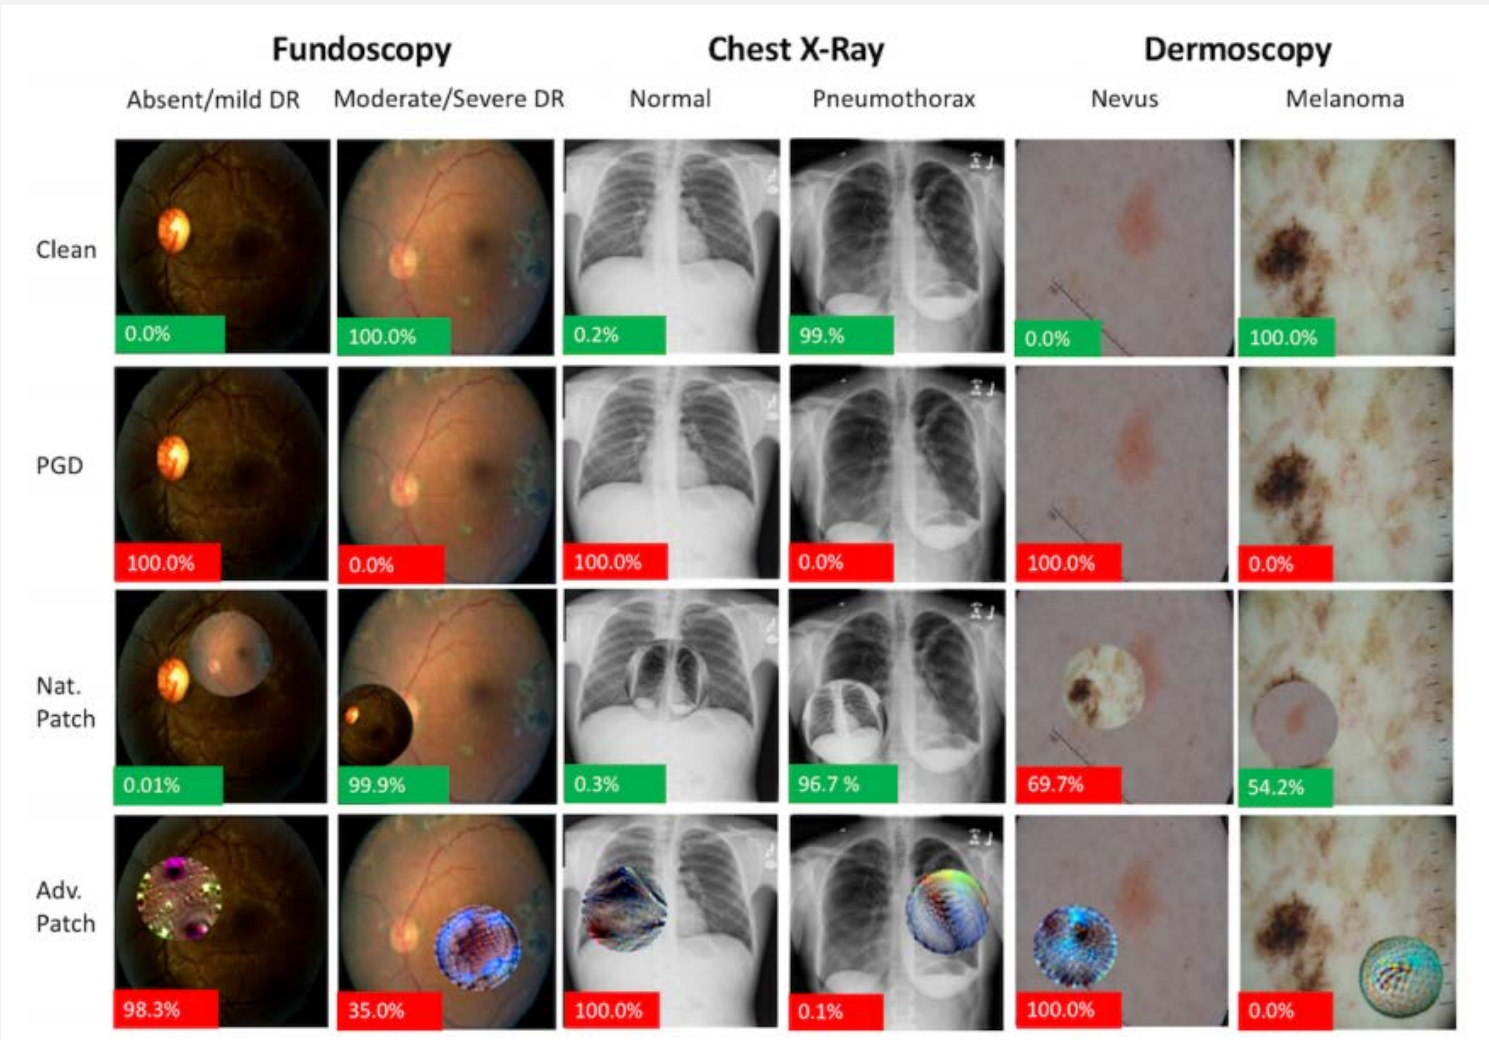 Fundoscopy Chest X-Ray Dermoscopy
Absent/mild DR Moderate/Severe DR Normal Pneumothorax Nevus Melanoma
Clean
0.0% 100.0% 0.2% 99.% 0.0% 100.0%
PGD
100.0% 0.0% 100.0% 0.0% 100.0% 0.0%
Nat.
Patch
0.01% 99.9% 0.3% 96.7 % 69.7% 54.2%
Adv.
Patch
98.3% 35.0% 100.0% 0.1% 100.0% 0.0%